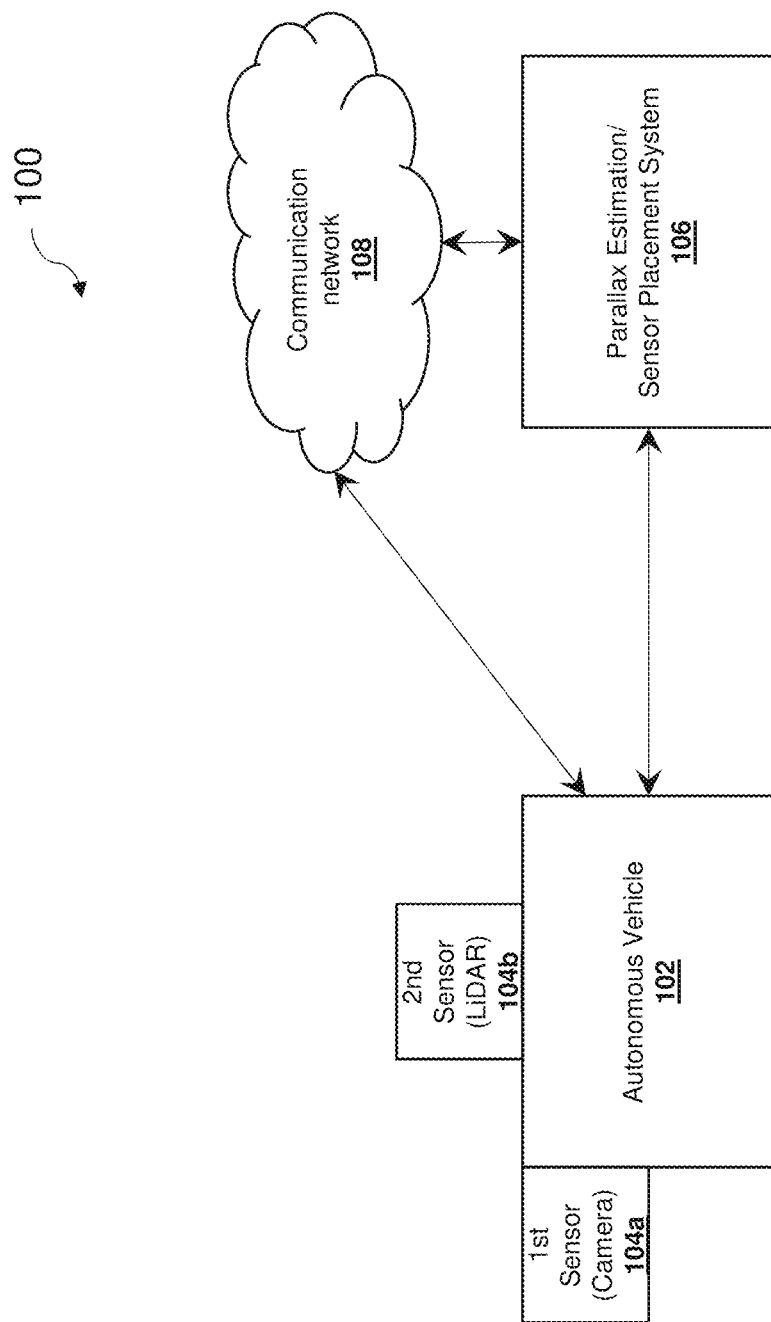 100
Communication
network
108
Parallax Estimation/
Sensor Placement System
106
2nd
Sensor
(LiDAR)
104b
Autonomous Vehicle
102
1st
Sensor
(Camera)
104a